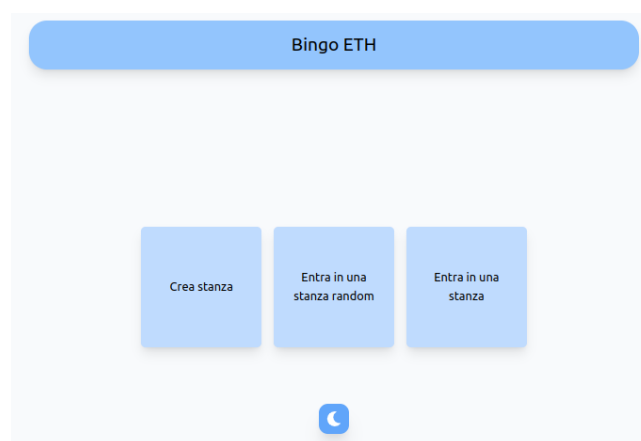 Bingo ETH
Crea stanza
Entra in una
stanza random
Entra in una
stanza